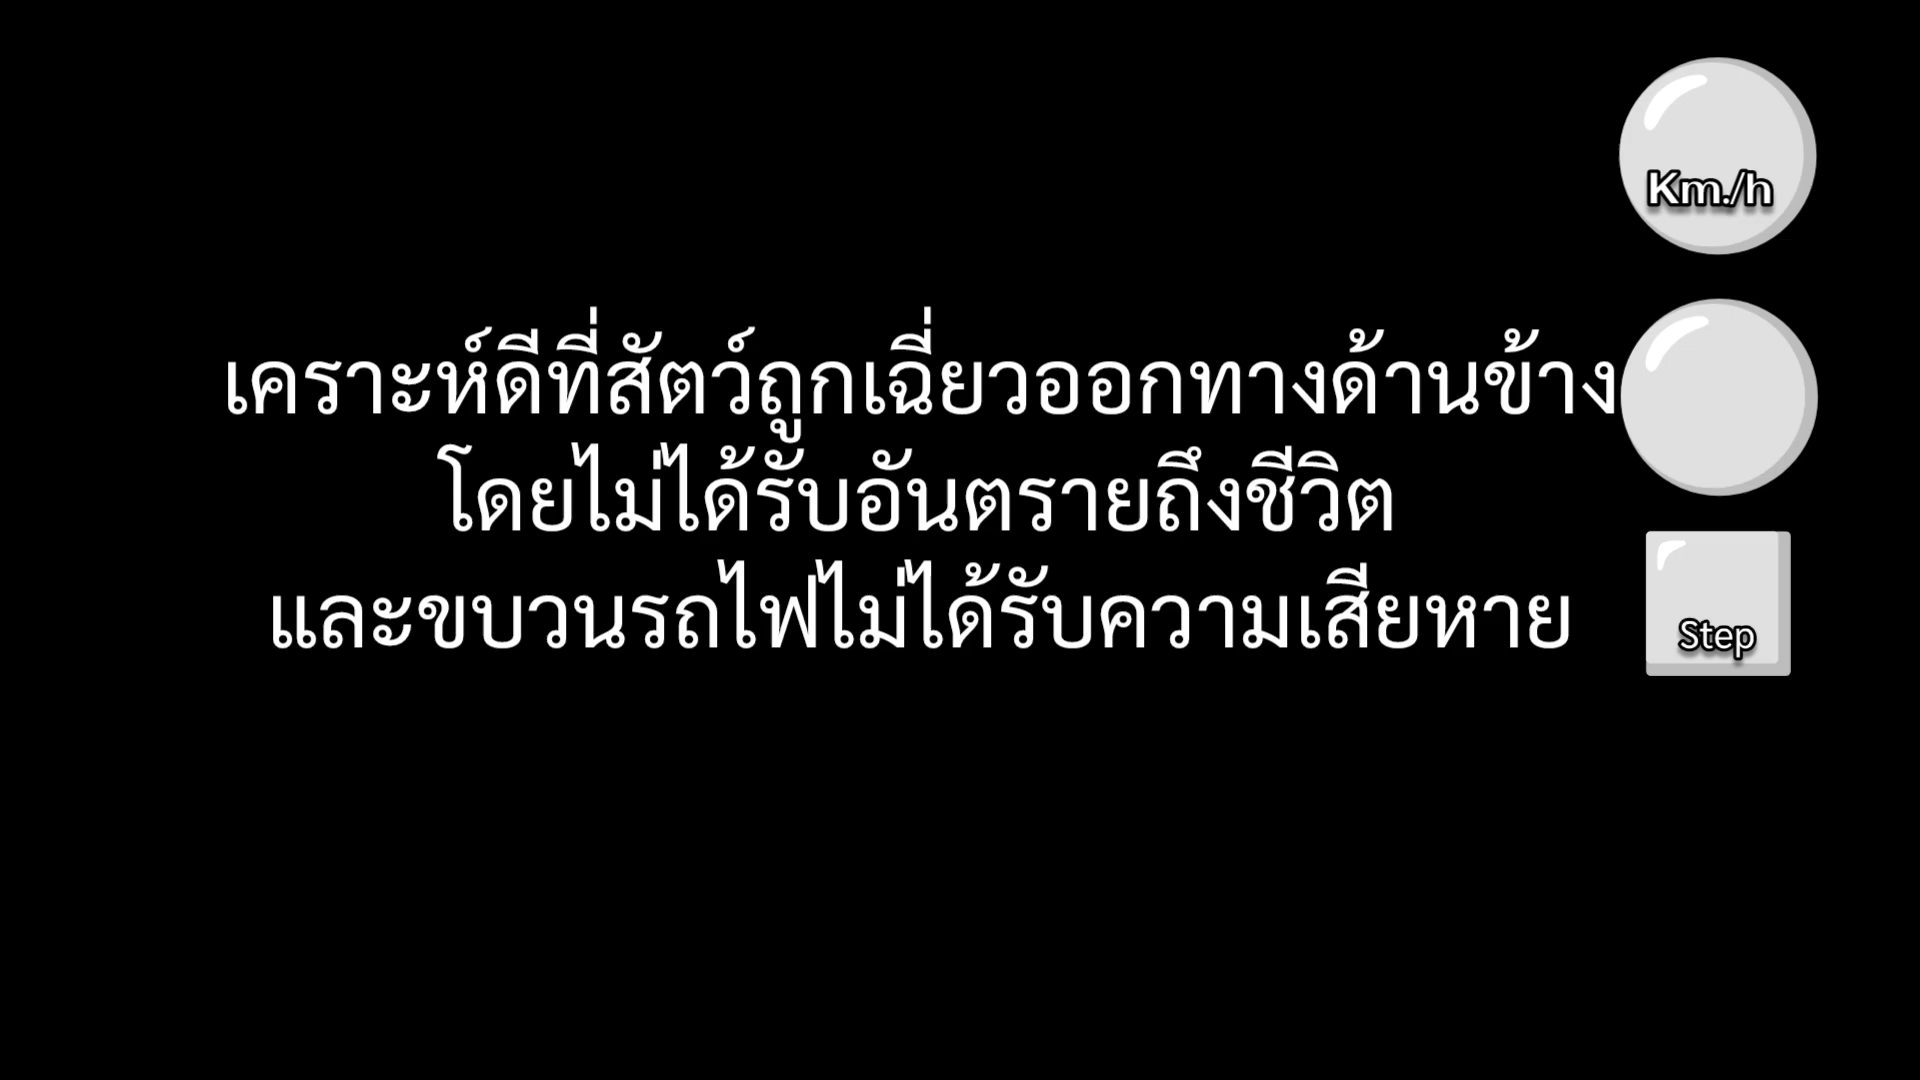 Km./h
เคราะห์ดีที่สัตว์ถูกเฉี่ยวออกทางด้านข้าง
โดยไม่ได้รับอันตรายถึงชีวิต
และขบวนรถไฟไม่ได้รับความเสียหาย
Step